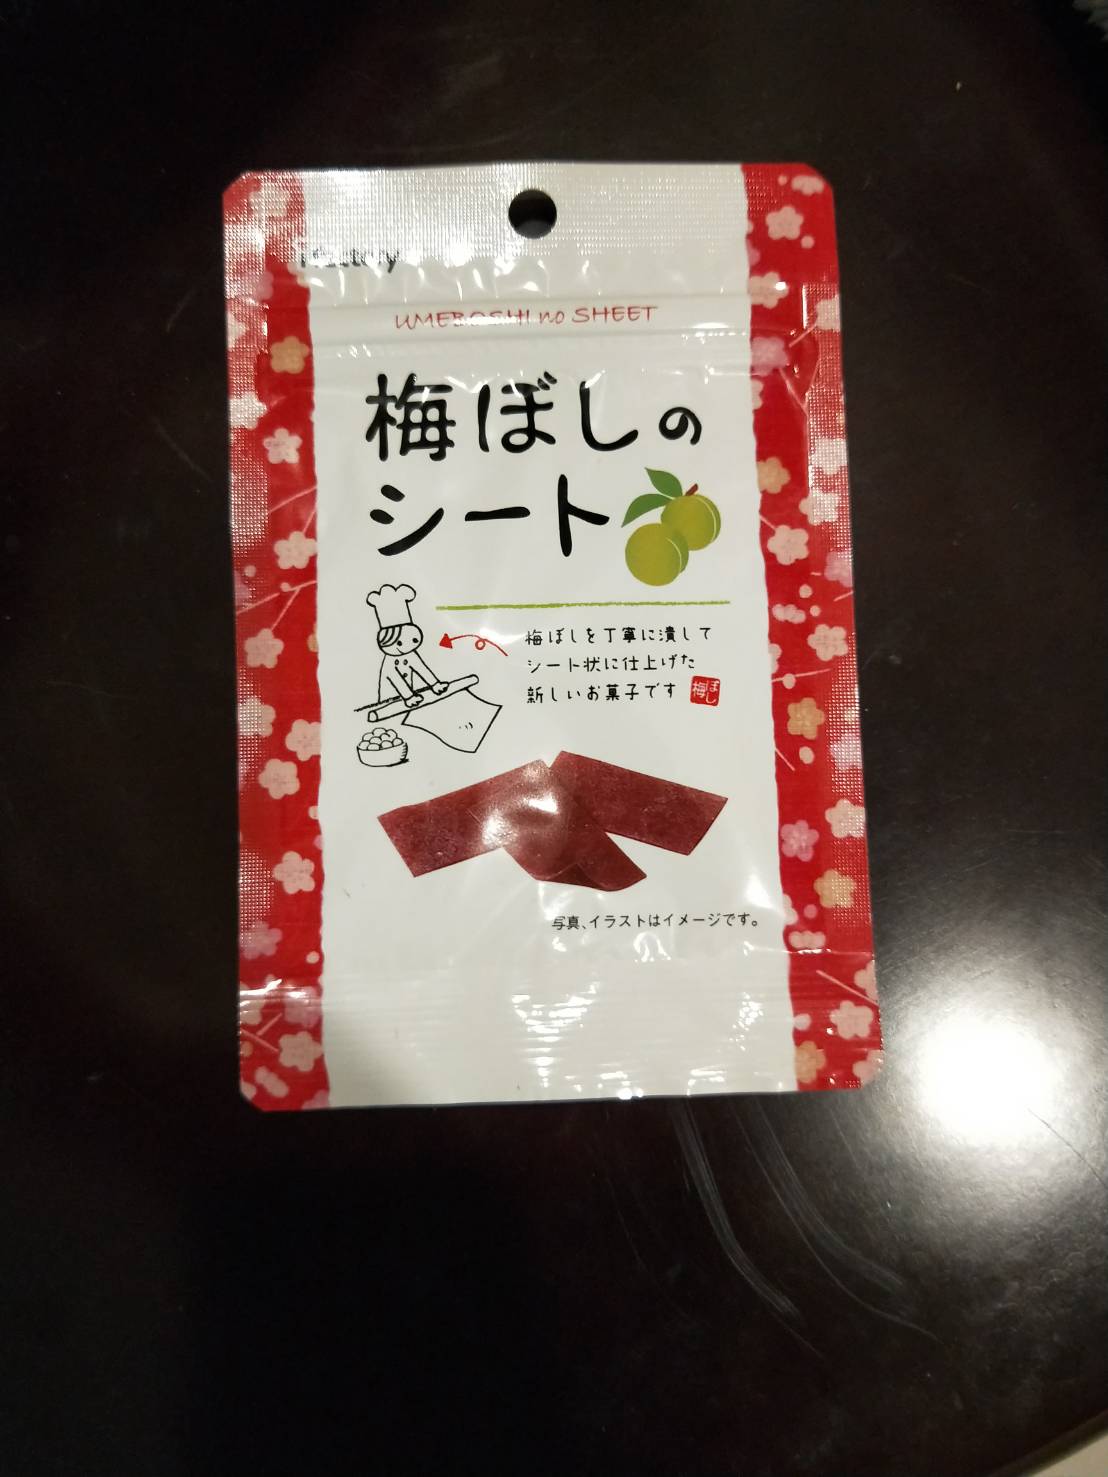 UMEBOSHI no SHEET
梅ぼしの
シート
梅ぼしを丁寧に潰して
シート状に仕上げた
新しいお菓子です
梅ぼし
写真、イラストはイメージです。